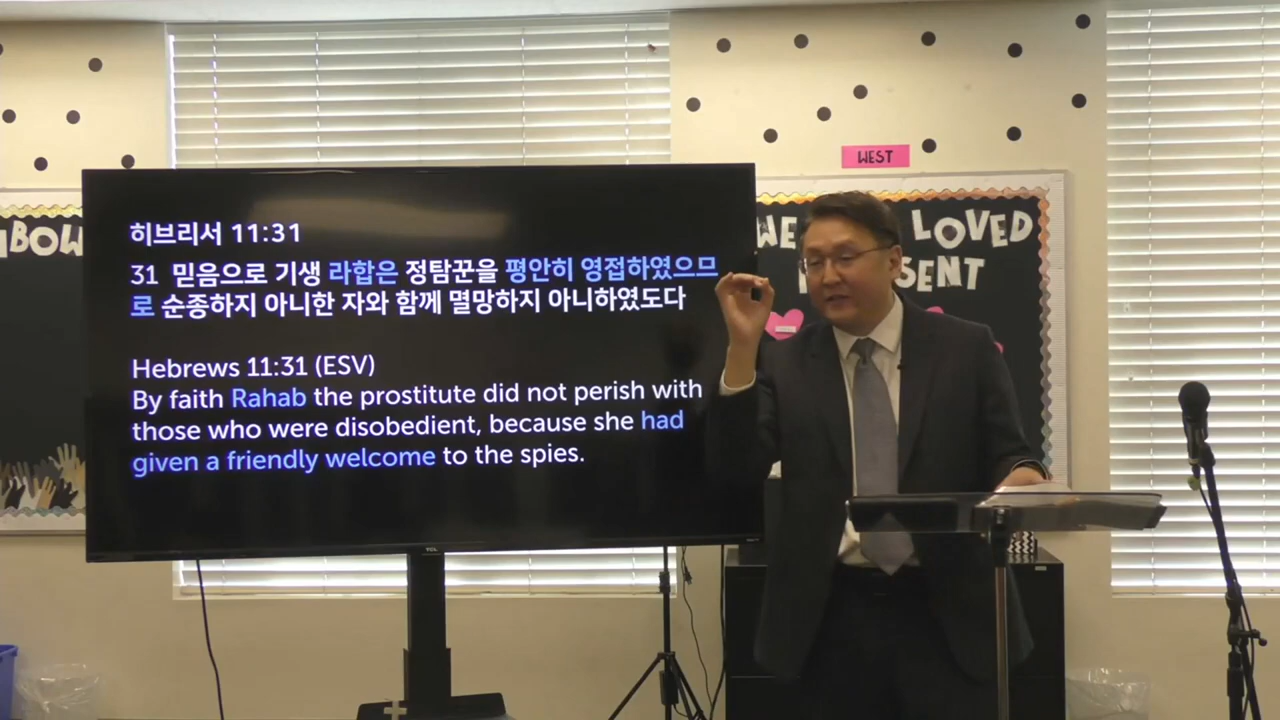 히브리서 11:31
31 믿음으로 기생 라합은 정탐꾼을 평안히 영접하였으므
로 순종하지 아니한 자와 함께 멸망하지 아니하였도다
Hebrews 11:31 (ESV)
By faith Rahab the prostitute did not perish with
those who were disobedient, because she had
given a friendly welcome to the spies.
TCL
WEST
WE LOVED
SENT